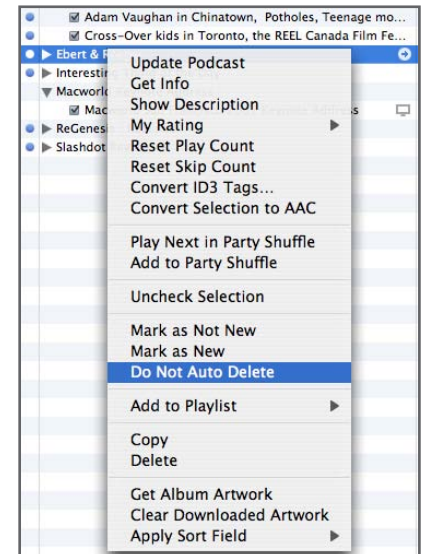 Adam Vaughan in Chinatown, Potholes, Teenage mo...
Cross-Over kids in Toronto, the REEL Canada Film Fe...
Ebert &
Interesting
Macworld
Mac
ReGenesis
Slashdot
Update Podcast
Get Info
Show Description
My Rating
Reset Play Count
Reset Skip Count
Convert ID3 Tags...
Convert Selection to AAC
Play Next in Party Shuffle
Add to Party Shuffle
Uncheck Selection
Mark as Not New
Mark as New
Do Not Auto Delete
Add to Playlist
Copy
Delete
Get Album Artwork
Clear Downloaded Artwork
Apply Sort Field